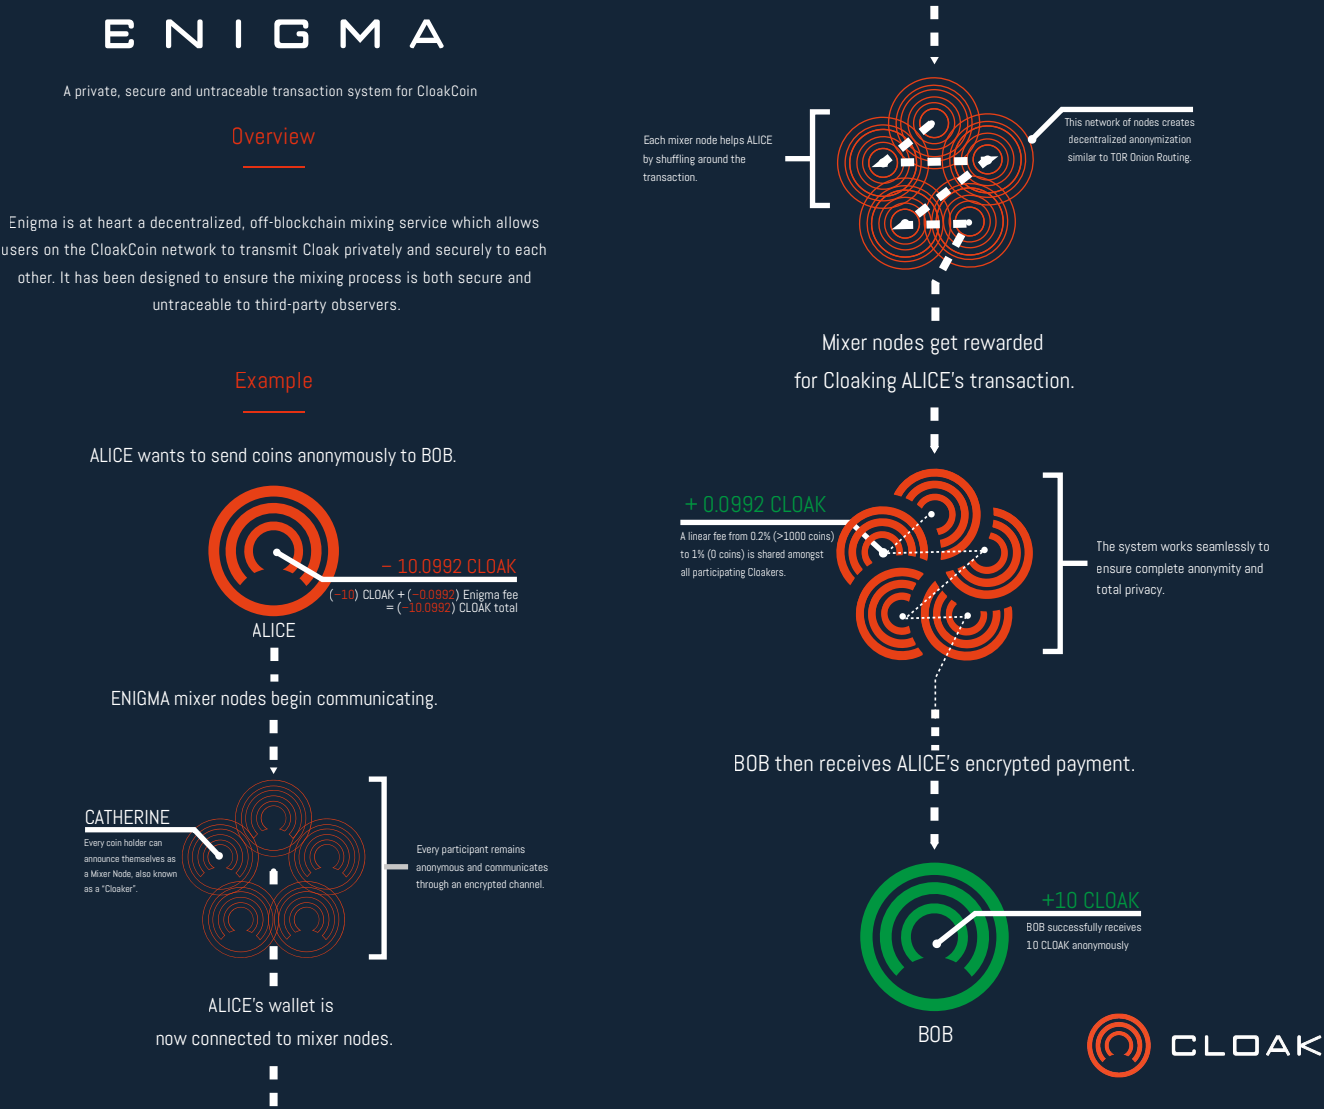 ENIGMA
A private, secure and untraceable transaction system for CloakCoin
Overview
Enigma is at heart a decentralized, off-blockchain mixing service which allows
users on the CloakCoin network to transmit Cloak privately and securely to each
other. It has been designed to ensure the mixing process is both secure and
untraceable to third-party observers.
Example
ALICE wants to send coins anonymously to BOB.
– 10.0992 CLOAK
(–10) CLOAK + (–0.0992) Enigma fee
= (–10.0992) CLOAK total
ALICE
ENIGMA mixer nodes begin communicating.
CATHERINE
Every coin holder can
announce themselves as
a Mixer Node, also known
as a "Cloaker".
Every participant remains
anonymous and communicates
through an encrypted channel.
ALICE's wallet is
now connected to mixer nodes.
Each mixer node helps ALICE
by shuffling around the
transaction.
This network of nodes creates
decentralized anonymization
similar to TOR Onion Routing.
Mixer nodes get rewarded
for Cloaking ALICE's transaction.
+ 0.0992 CLOAK
A linear fee from 0.2% (>1000 coins)
to 1% (0 coins) is shared amongst
all participating Cloakers.
The system works seamlessly to
ensure complete anonymity and
total privacy.
BOB then receives ALICE's encrypted payment.
+10 CLOAK
BOB successfully receives
10 CLOAK anonymously
BOB
CLOAK